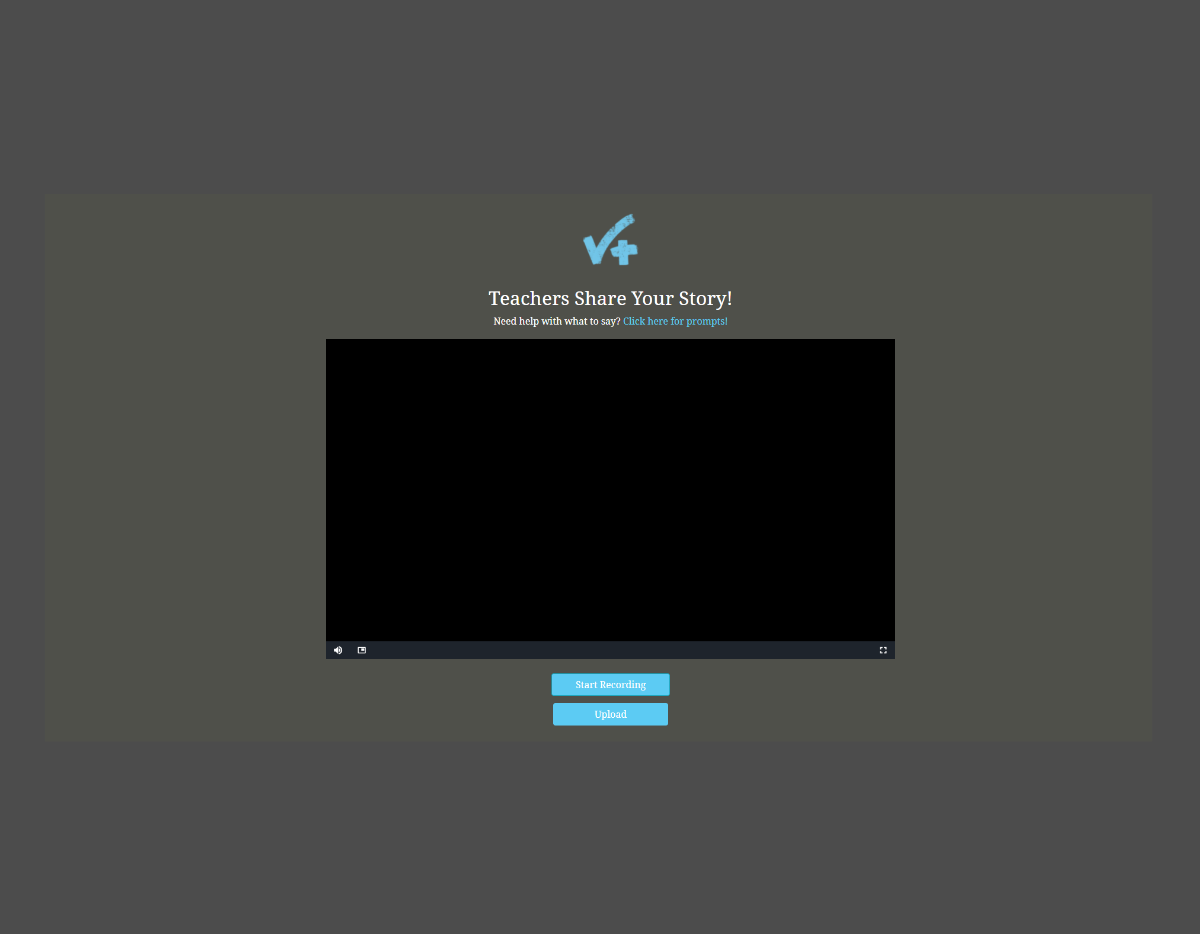 Teachers Share Your Story!
Need help with what to say? Click here for prompts!
Start Recording
Upload